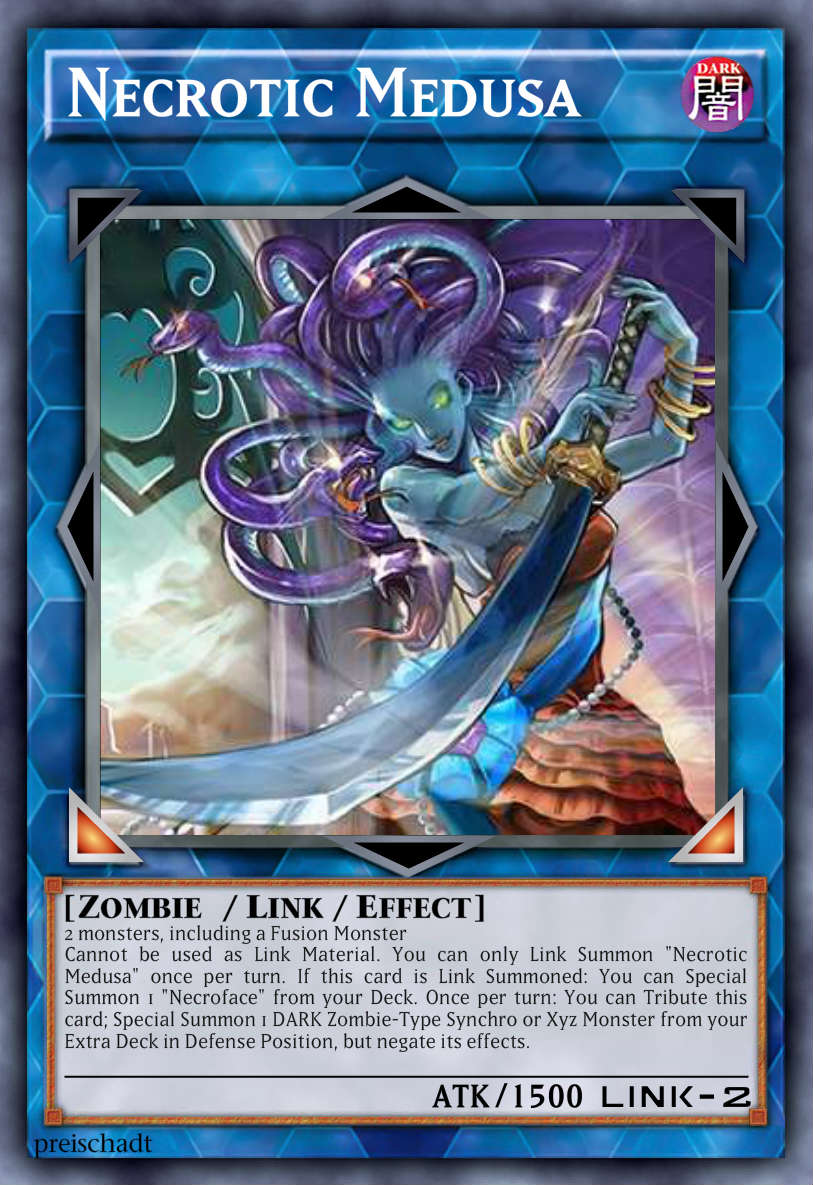 Necrotic Medusa
DARK
闇
[Zombie / Link / Effect]
2 monsters, including a Fusion Monster
Cannot be used as Link Material. You can only Link Summon "Necrotic
Medusa" once per turn. If this card is Link Summoned: You can Special
Summon 1 "Necroface" from your Deck. Once per turn: You can Tribute this
card; Special Summon 1 DARK Zombie-Type Synchro or Xyz Monster from your
Extra Deck in Defense Position, but negate its effects.
ATK/1500 LINK-2
preischadt